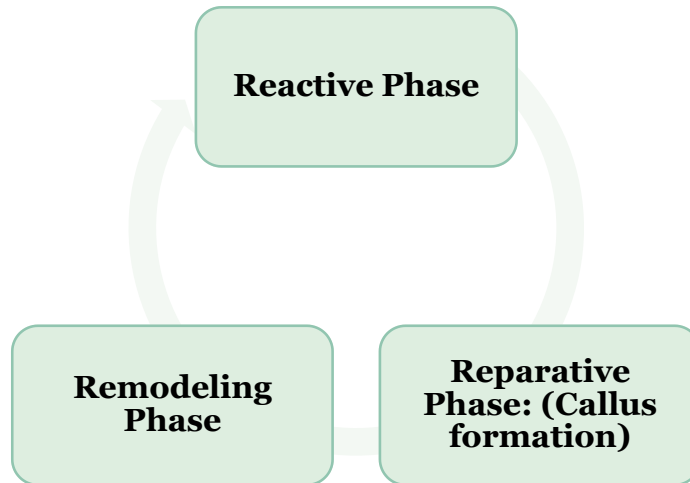 Reactive Phase
Remodeling
Phase
Reparative
Phase: (Callus
formation)